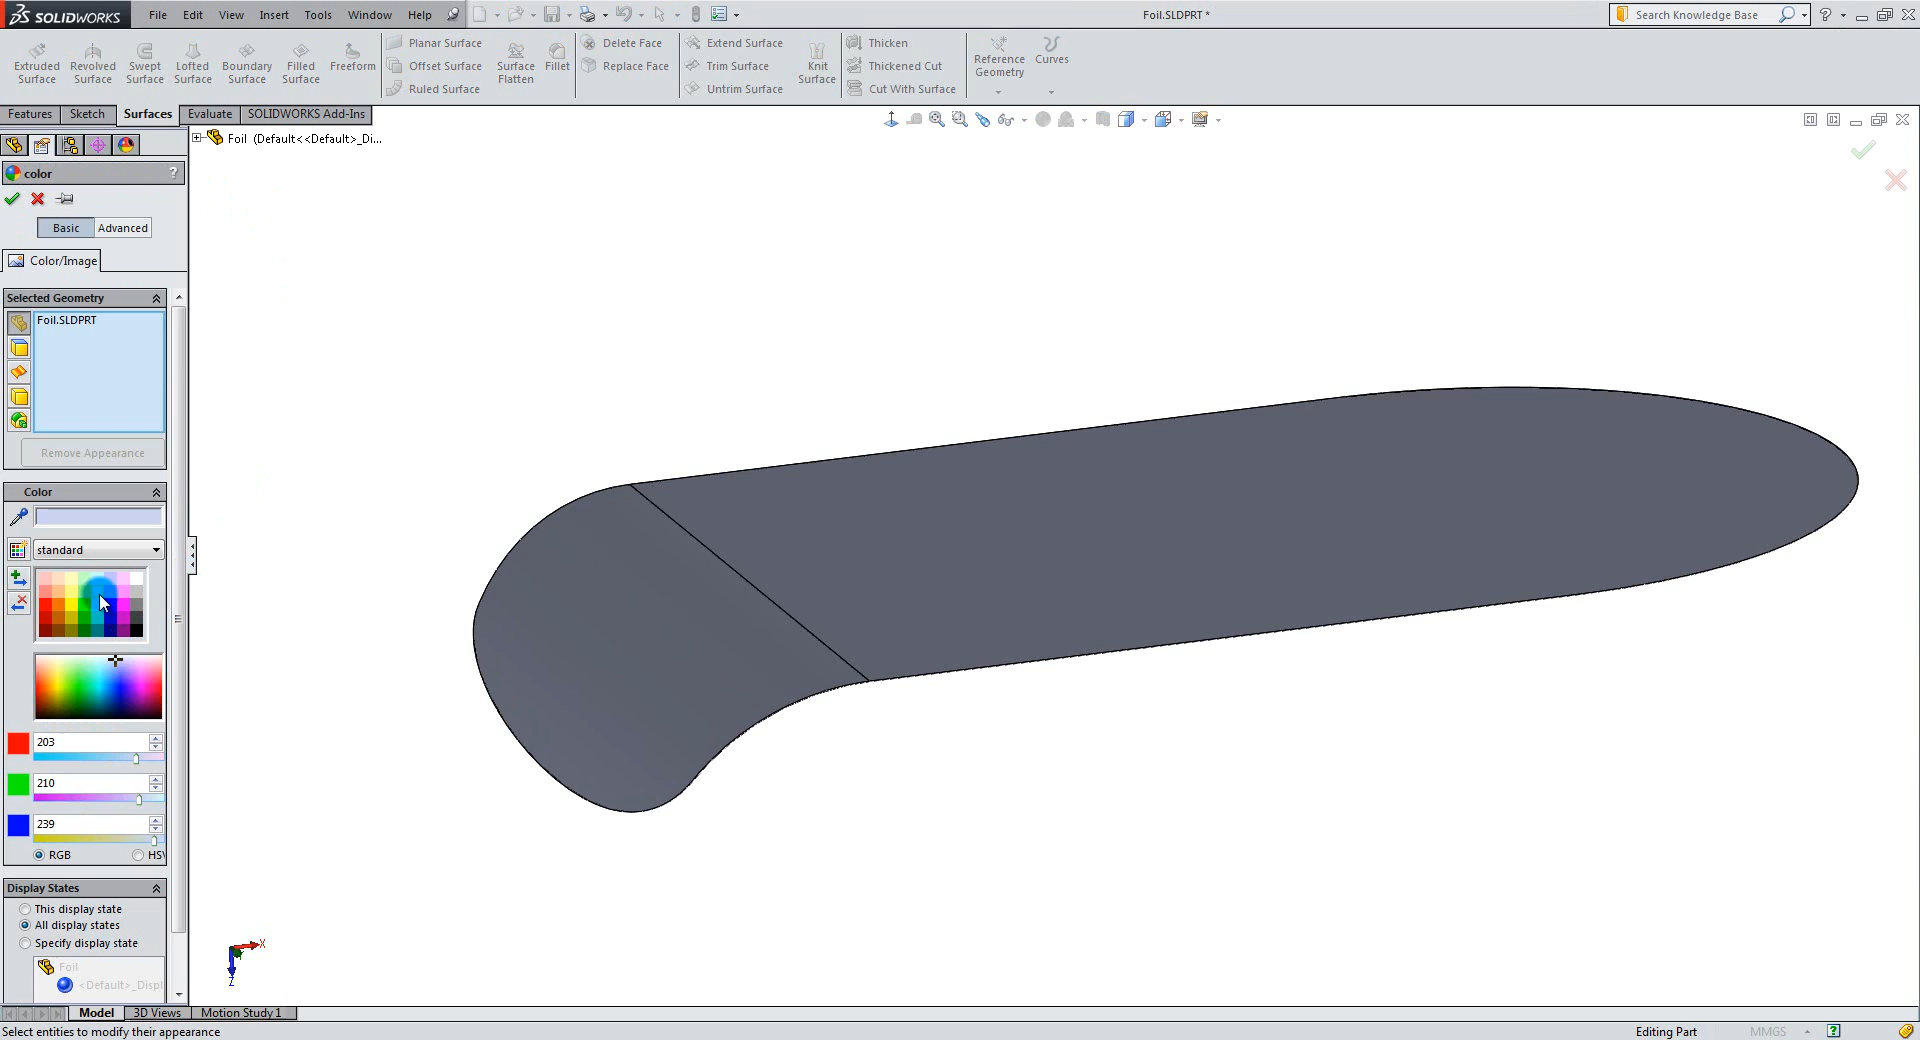 SOLIDWORKS File Edit View Insert Tools Window Help Foil.SLDPRT * Search Knowledge Base ?
Extruded Surface
Revolved Surface
Swept Surface
Lofted Surface
Boundary Surface
Filled Surface
Freeform
Planar Surface
Offset Surface
Ruled Surface
Surface Flatten
Fillet
Delete Face
Replace Face
Extend Surface
Trim Surface
Untrim Surface
Knit Surface
Thicken
Thickened Cut
Cut With Surface
Reference Geometry
Curves
Features Sketch Surfaces Evaluate SOLIDWORKS Add-Ins
Foil (Default<<Default>_Di...
color ?
Basic Advanced
Color/Image
Selected Geometry
Foil.SLDPRT
Remove Appearance
Color
standard
203
210
239
RGB HSV
Display States
This display state
All display states
Specify display state
Foil
<Default>_Displ
X
Z
Model 3D Views Motion Study 1
Select entities to modify their appearance Editing Part MMGS ?